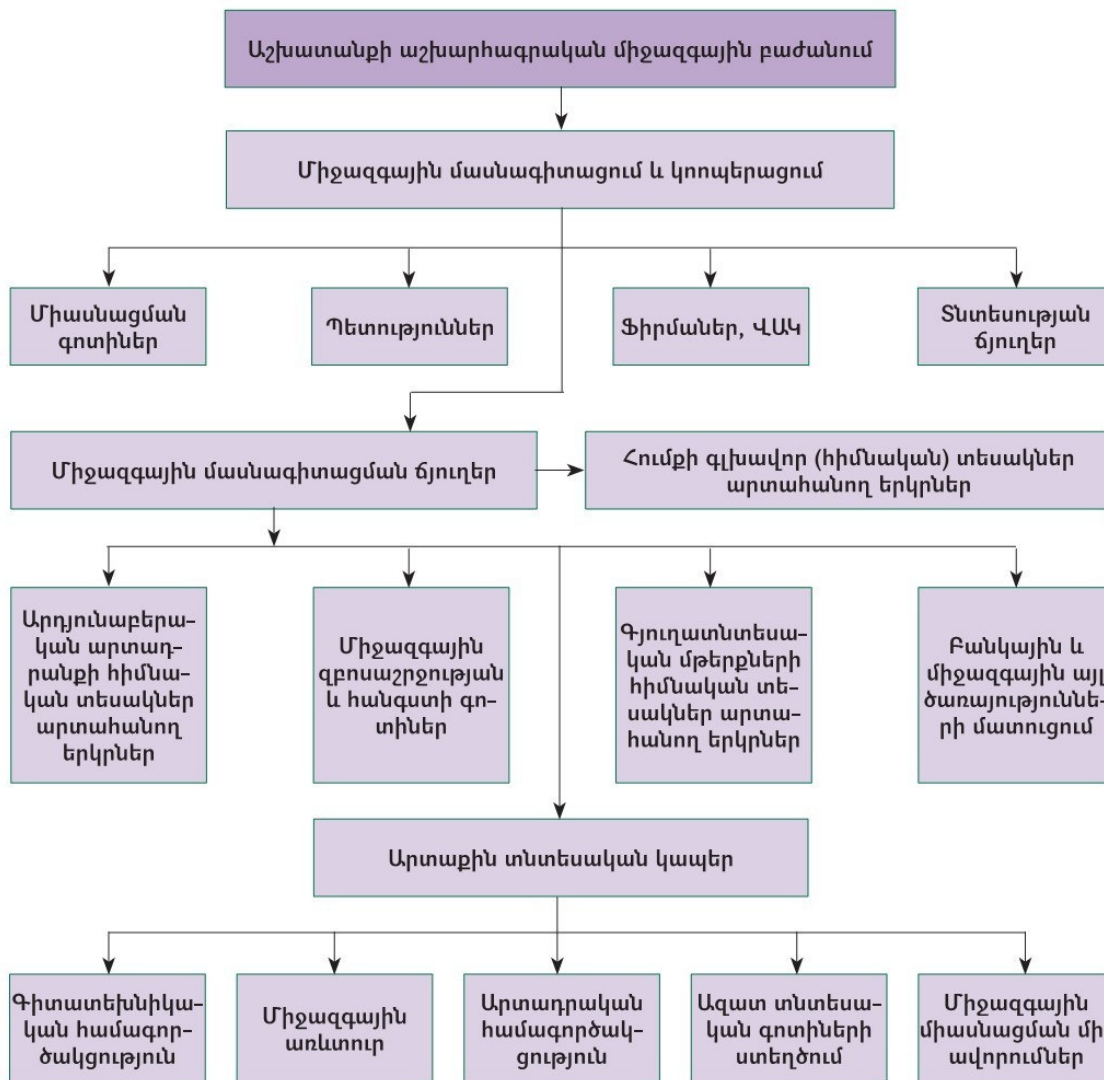 Աշխատանքի աշխարհագրական միջազգային բաժանում
Միջազգային մասնագիտացում և կոոպերացում
Միասնացման
գոտիներ
Պետություններ
Ֆիրմաներ, ՎԱԿ
Տնտեսության
ճյուղեր
Միջազգային մասնագիտացման ճյուղեր
Հումքի գլխավոր (հիմնական) տեսակներ
արտահանող երկրներ
Արդյունաբերա-
կան արտադ-
րանքի հիմնա-
կան տեսակներ
արտահանող
երկրներ
Միջազգային
զբոսաշրջության
և հանգստի գո-
տիներ
Գյուղատնտեսա-
կան մթերքների
հիմնական տե-
սակներ արտա-
հանող երկրներ
Բանկային և
միջազգային այլ
ծառայություննե-
րի մատուցում
Արտաքին տնտեսական կապեր
Գիտատեխնիկա-
կան համագոր-
ծակցություն
Միջազգային
առևտուր
Արտադրական
համագործակ-
ցություն
Ազատ տնտեսա-
կան գոտիների
ստեղծում
Միջազգային
միասնացման մի
ավորումներ